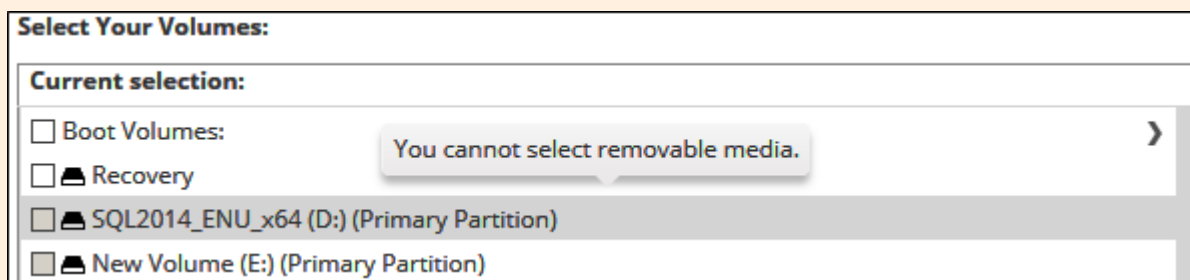 Select Your Volumes:
Current selection:
Boot Volumes:
You cannot select removable media.
Recovery
SQL2014_ENU_x64 (D:) (Primary Partition)
New Volume (E:) (Primary Partition)